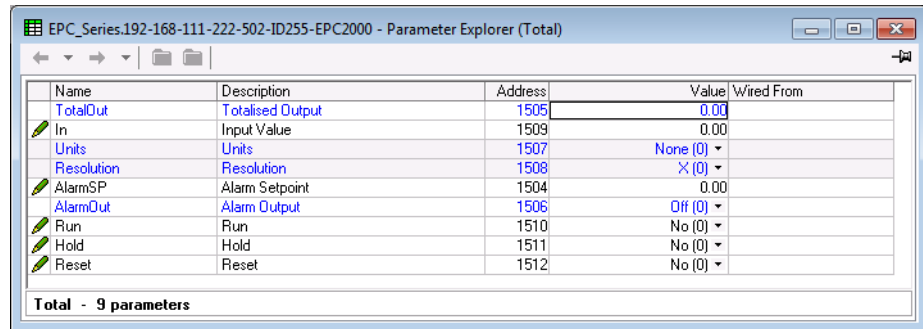 EPC_Series.192-168-111-222-502-ID255-EPC2000 - Parameter Explorer (Total)
Name Description Address Value Wired From
TotalOut Totalised Output 1505 0.00
In Input Value 1509 0.00
Units Units 1507 None (0)
Resolution Resolution 1508 X (0)
AlarmSP Alarm Setpoint 1504 0.00
AlarmOut Alarm Output 1506 Off (0)
Run Run 1510 No (0)
Hold Hold 1511 No (0)
Reset Reset 1512 No (0)
Total - 9 parameters